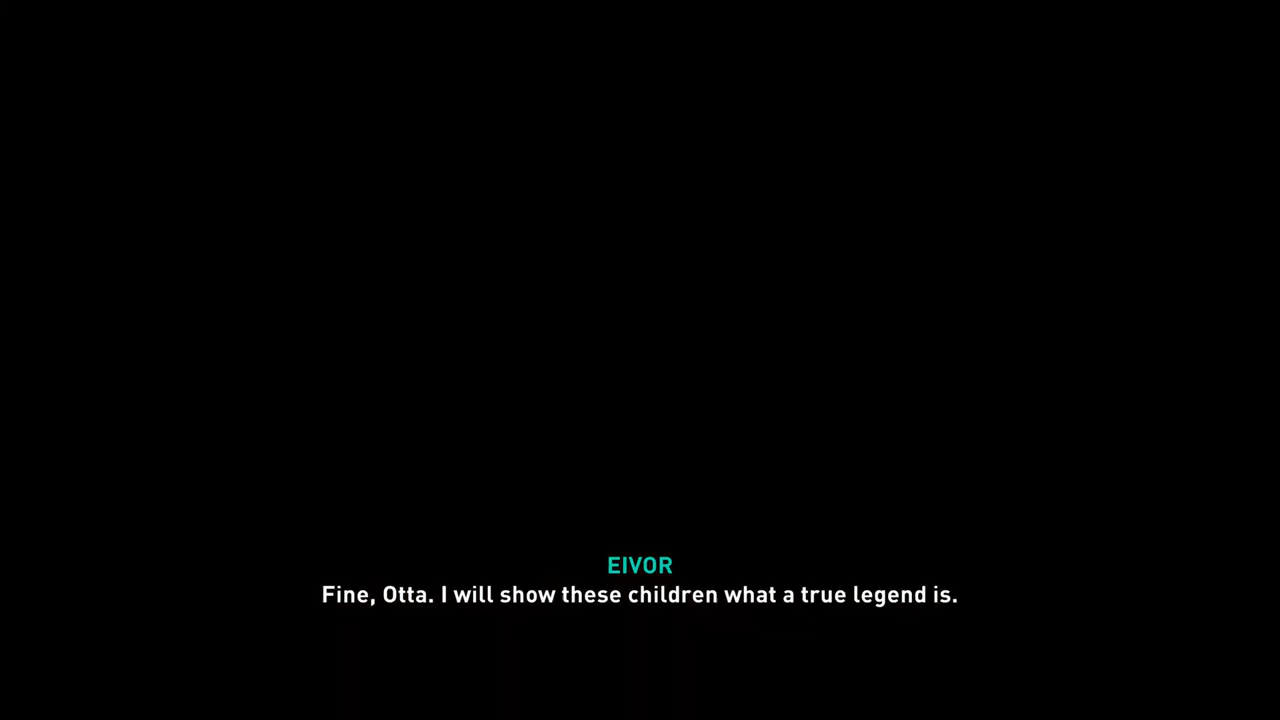 EIVOR
Fine, Otta. I will show these children what a true legend is.